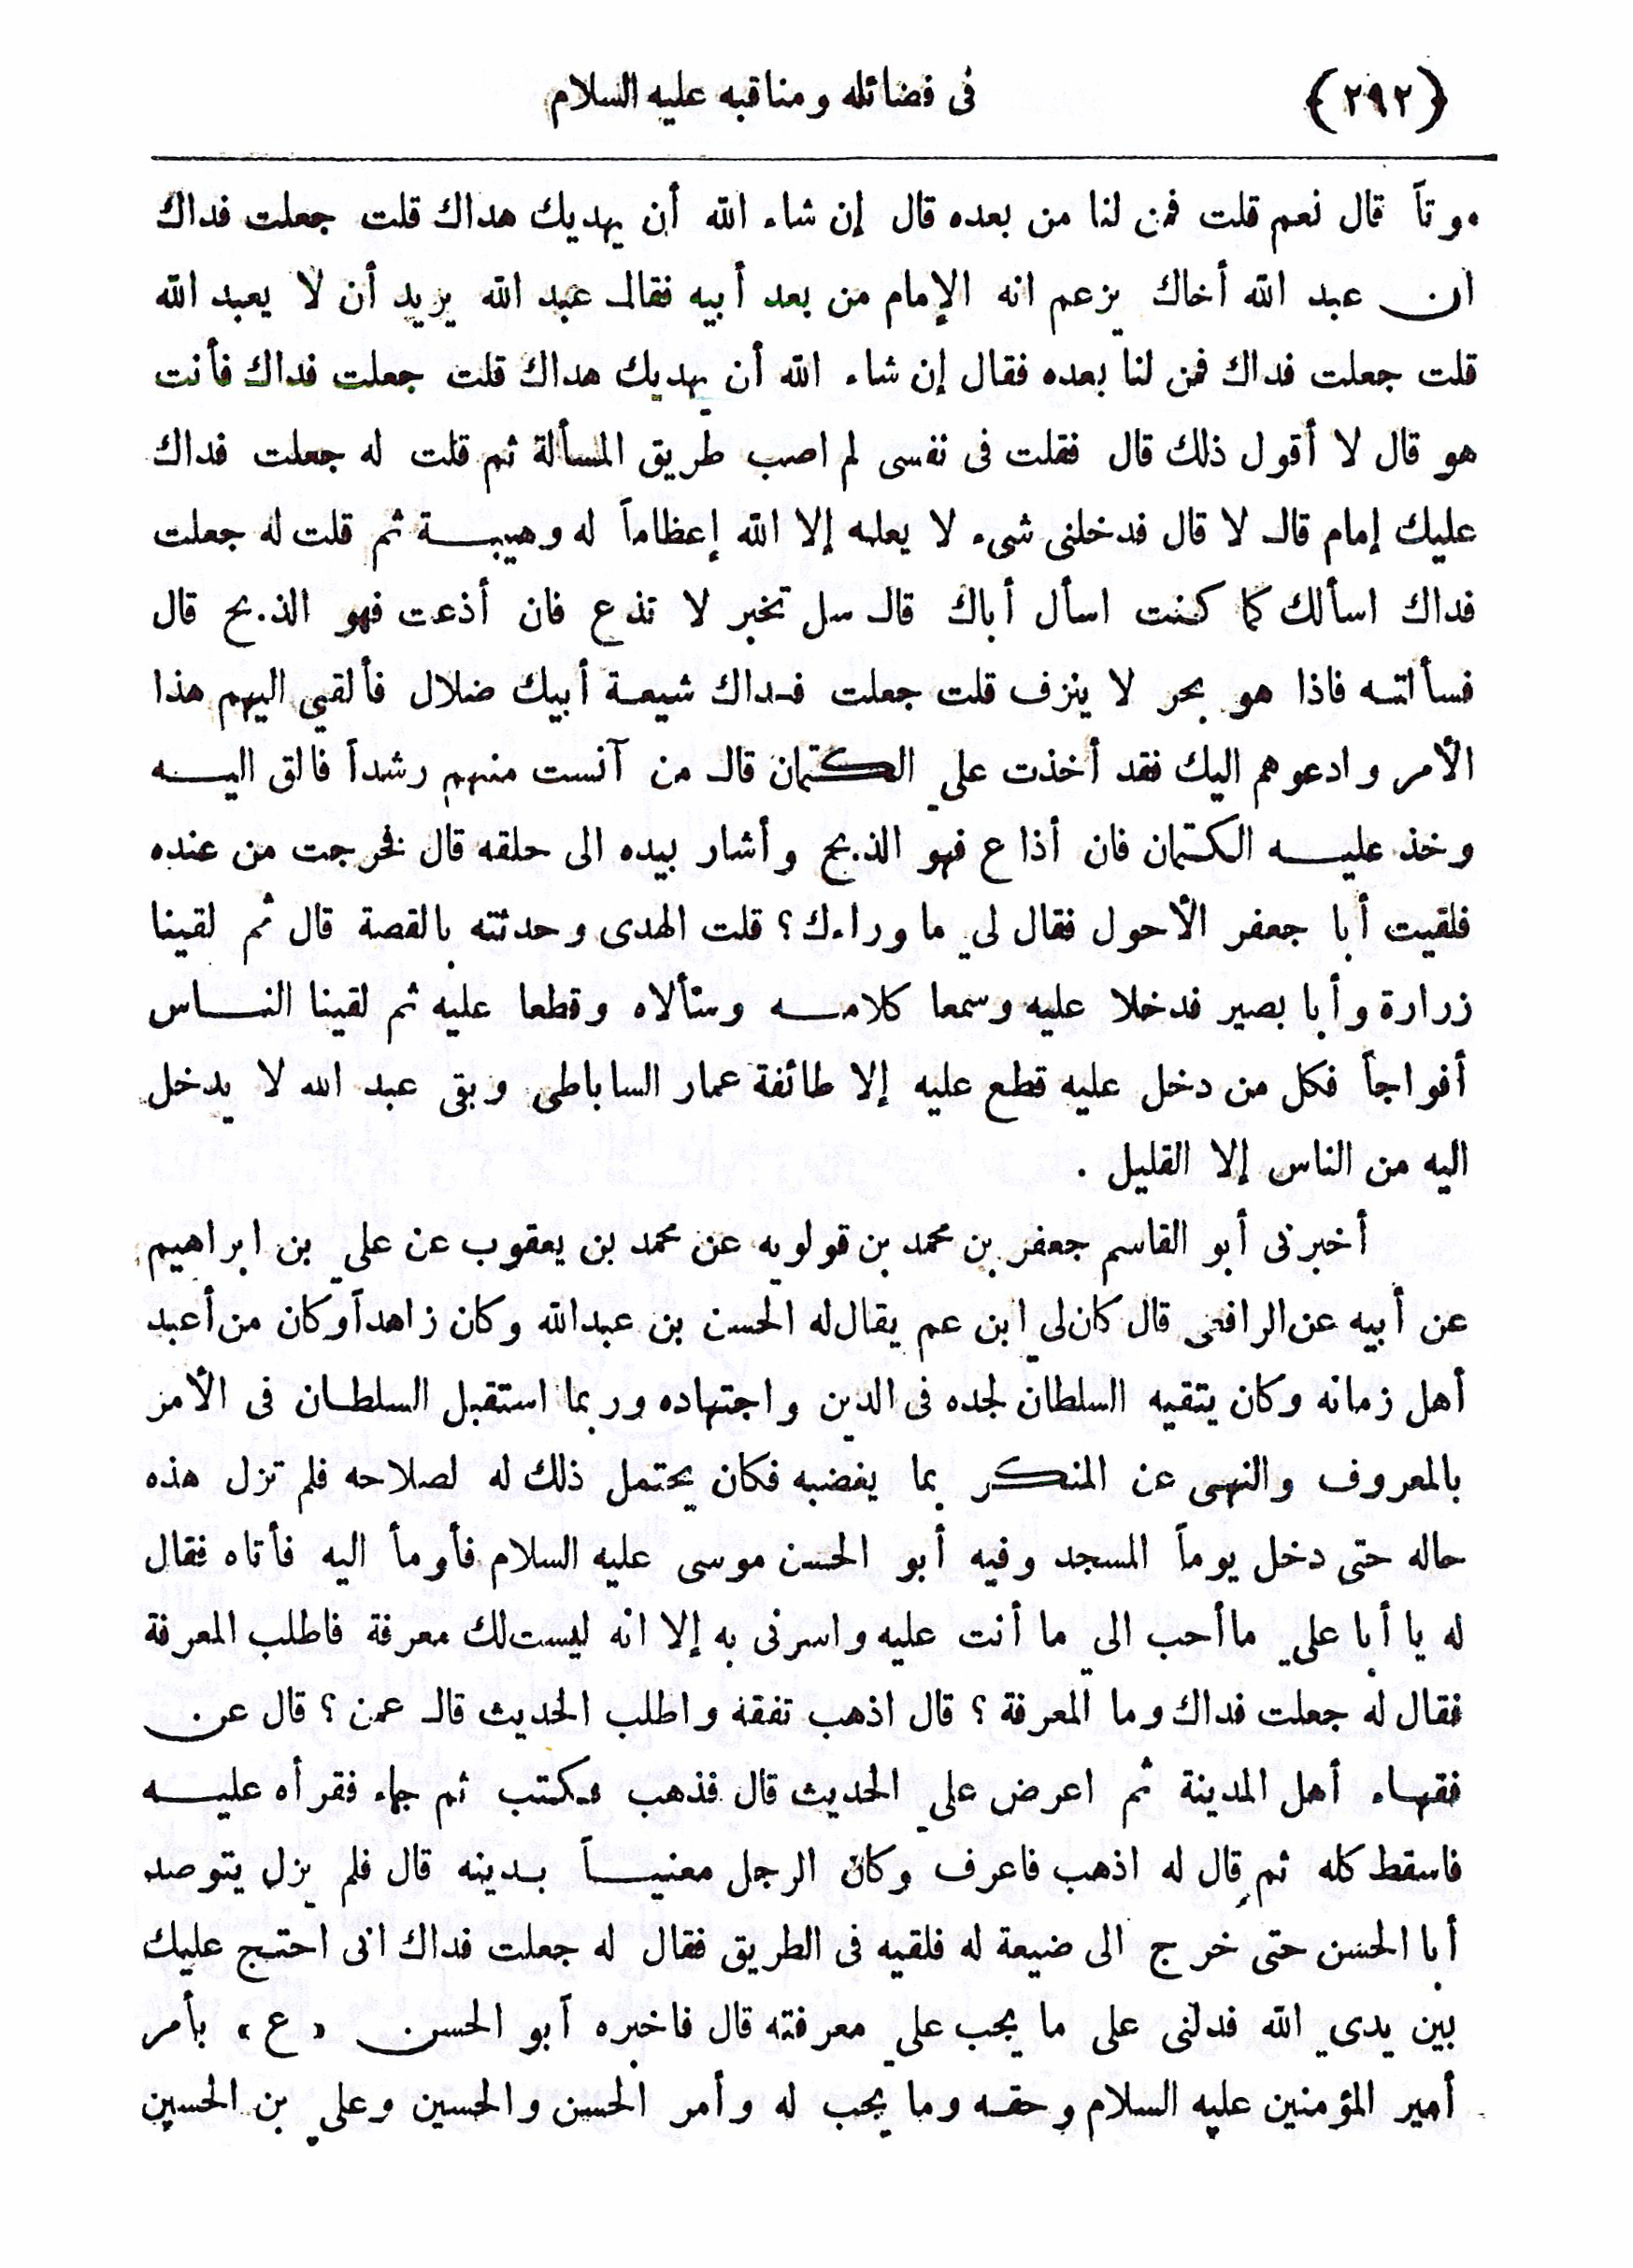 ﴿٢٩٢﴾ فى فضائله ومناقبه عليه السلام
موتاً قال نعم قلت فمن لنا من بعده قال إن شاء الله أن يهديك هداك قلت جعلت فداك
ان عبد الله أخاك يزعم انه الإمام من بعد أبيه فقال عبد الله يريد أن لا يعبد الله
قلت جعلت فداك فمن لنا بعده فقال إن شاء الله أن يهديك هداك قلت جعلت فداك فأنت
هو قال لا أقول ذلك قال فقلت فى نفسى لم اصب طريق المسألة ثم قلت له جعلت فداك
عليك إمام قال لا قال فدخلنى شىء لا يعلمه إلا الله إعظاماً له وهيبة ثم قلت له جعلت
فداك اسألك كما كنت اسأل أباك قال سل تخبر لا تذع فان أذعت فهو الذبح قال
فسألته فاذا هو بحر لا ينزف قلت جعلت فداك شيعة أبيك ضلال فألقي اليهم هذا
الأمر وادعوهم اليك فقد أخذت علي الكتمان قال من آنست منهم رشداً فالق اليه
وخذ عليه الكتمان فان أذاع فهو الذبح وأشار بيده الى حلقه قال فخرجت من عنده
فلقيت أبا جعفر الأحول فقال لي ما وراءك؟ قلت الهدى وحدثته بالقصة قال ثم لقينا
زرارة وأبا بصير فدخلا عليه وسمعا كلامه وسألاه وقطعا عليه ثم لقينا الناس
أفواجاً فكل من دخل عليه قطع عليه إلا طائفة عمار الساباطى وبقى عبد الله لا يدخل
اليه من الناس إلا القليل .
أخبرنى أبو القاسم جعفر بن محمد بن قولويه عن محمد بن يعقوب عن علي بن ابراهيم
عن أبيه عن الرافعى قال كان لي ابن عم يقال له الحسن بن عبدالله وكان زاهداً وكان من أعبد
أهل زمانه وكان يتقيه السلطان لجده فى الدين واجتهاده وربما استقبل السلطان فى الأمر
بالمعروف والنهى عن المنكر بما يغضبه فكان يحتمل ذلك له لصلاحه فلم تزل هذه
حاله حتى دخل يوماً المسجد وفيه أبو الحسن موسى عليه السلام فأومأ اليه فأتاه فقال
له يا أبا علي ما أحب الي ما أنت عليه واسرنى به إلا انه ليست لك معرفة فاطلب المعرفة
فقال له جعلت فداك وما المعرفة ؟ قال اذهب تفقه واطلب الحديث قال عمن ؟ قال عن
فقهاء أهل المدينة ثم اعرض علي الحديث قال فذهب فكتب ثم جاء فقرأه عليه
فاسقط كله ثم قال له اذهب فاعرف وكان الرجل معنياً بدينه قال فلم يزل يتوصد
أبا الحسن حتى خرج الى ضيعة له فلقيه فى الطريق فقال له جعلت فداك انى احتج عليك
بين يدي الله فدلنى على ما يجب علي معرفته قال فاخبره أبو الحسن « ع » بأمر
أمير المؤمنين عليه السلام وحقه وما يجب له وأمر الحسن والحسين وعلي بن الحسين